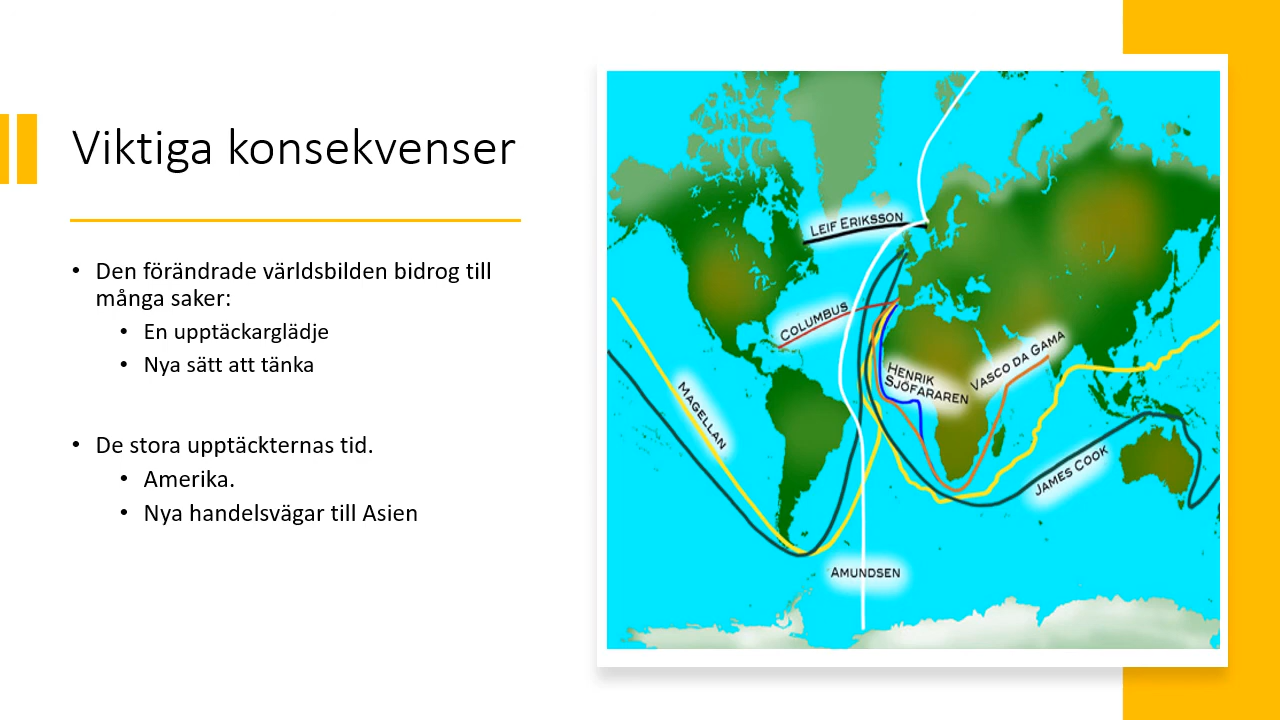 Viktiga konsekvenser
• Den förändrade världsbilden bidrog till
många saker:
• En upptäckarglädje
• Nya sätt att tänka
• De stora upptäckternas tid.
• Amerika.
• Nya handelsvägar till Asien
LEIF ERIKSSON
COLUMBUS
HENRIK
SJÖFARAREN
VASCO DA GAMA
MAGELLAN
JAMES COOK
AMUNDSEN